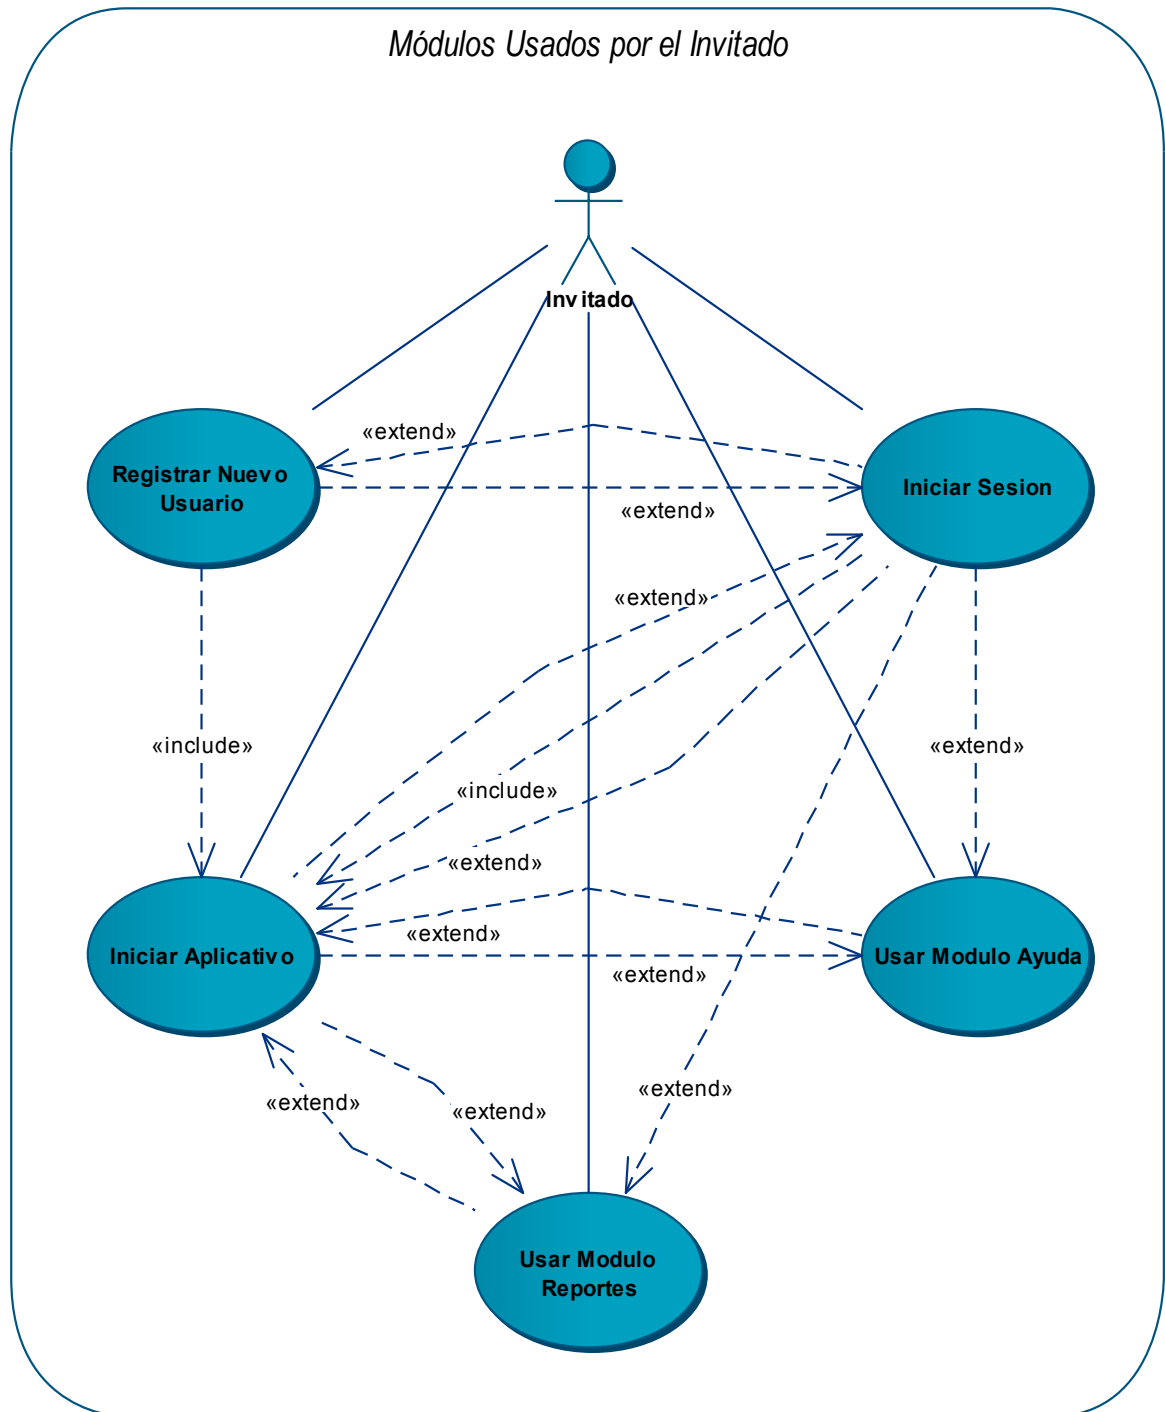 Módulos Usados por el Invitado
Invitado
«extend»
Registrar Nuevo
Usuario
Iniciar Sesion
«extend»
«extend»
«include»
«extend»
«include»
«extend»
«extend»
Iniciar Aplicativo
Usar Modulo Ayuda
«extend»
«extend»
«extend»
«extend»
Usar Modulo
Reportes